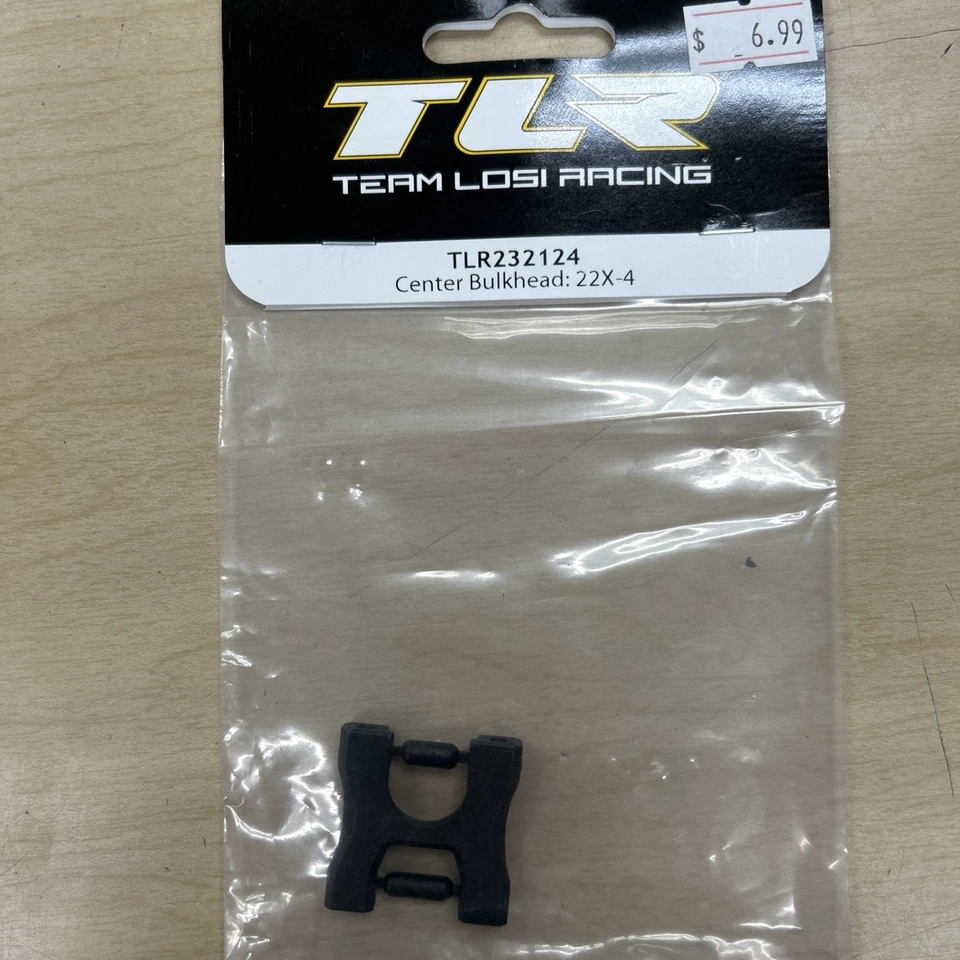 $ 6.99
TLR
TEAM LOSI RACING
TLR232124
Center Bulkhead: 22X-4